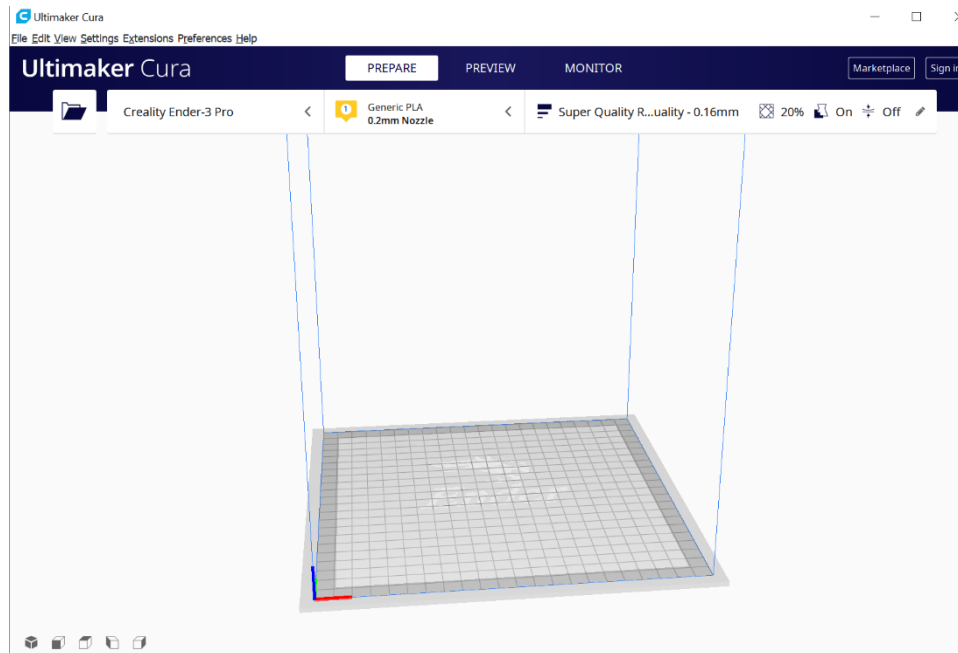 Ultimaker Cura
File Edit View Settings Extensions Preferences Help
Ultimaker Cura PREPARE PREVIEW MONITOR Marketplace Sign in
Creality Ender-3 Pro Generic PLA Super Quality R...uality - 0.16mm 20% On Off
1 0.2mm Nozzle